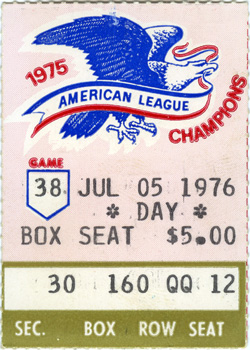 1975
AMERICAN LEAGUE
CHAMPIONS
GAME
38 JUL 05 1976
* DAY *
BOX SEAT $5.00
30 160 QQ 12
SEC. BOX ROW SEAT